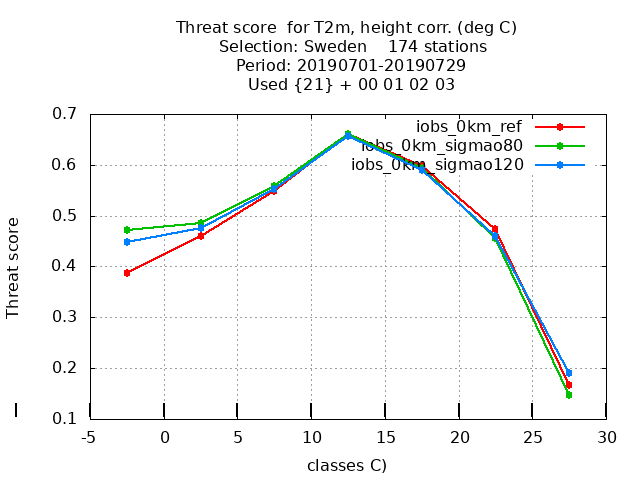 Threat score  for T2m, height corr. (deg C)
Selection: Sweden    174 stations
Period: 20190701-20190729
Used {21} + 00 01 02 03
iobs_0km_ref
iobs_0km_sigmao80
iobs_0km_sigmao120
Threat score
0.7
0.6
0.5
0.4
0.3
0.2
0.1
-5
0
5
10
15
20
25
30
classes C)